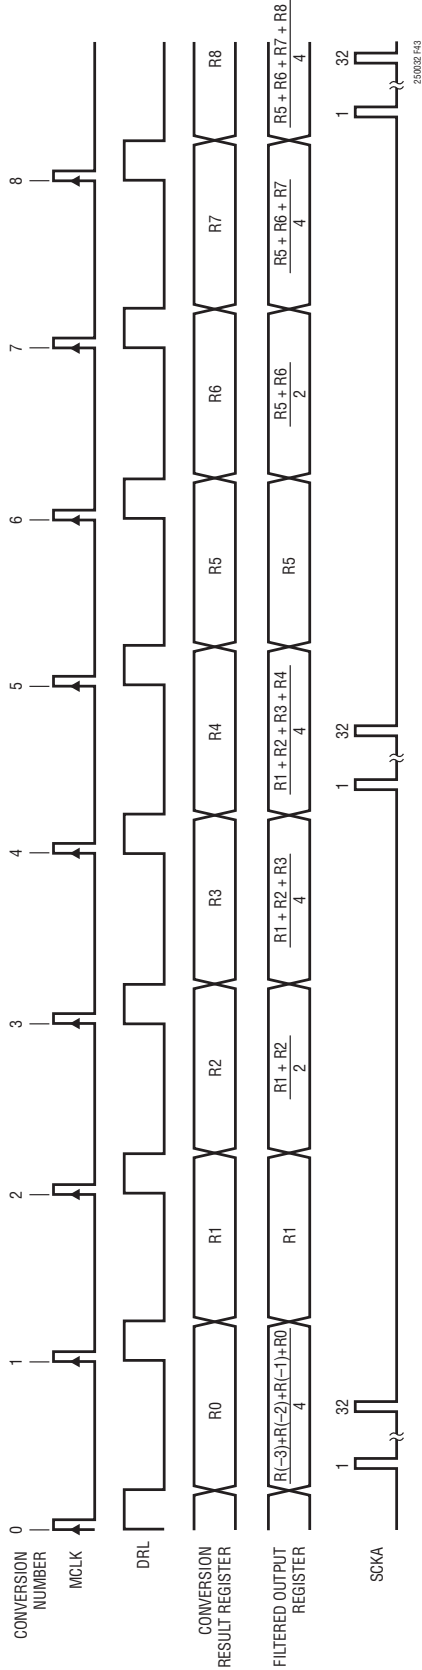 CONVERSION
NUMBER
0
1
2
3
4
5
6
7
8
MCLK
DRL
CONVERSION
RESULT REGISTER
R0
R1
R2
R3
R4
R5
R6
R7
R8
FILTERED OUTPUT
REGISTER
R(−3)+R(−2)+R(−1)+R0
4
R1
R1 + R2
2
R1 + R2 + R3
4
R1 + R2 + R3 + R4
4
R5
R5 + R6
2
R5 + R6 + R7
4
R5 + R6 + R7 + R8
4
SCKA
1
32
1
32
1
32
250032 F43